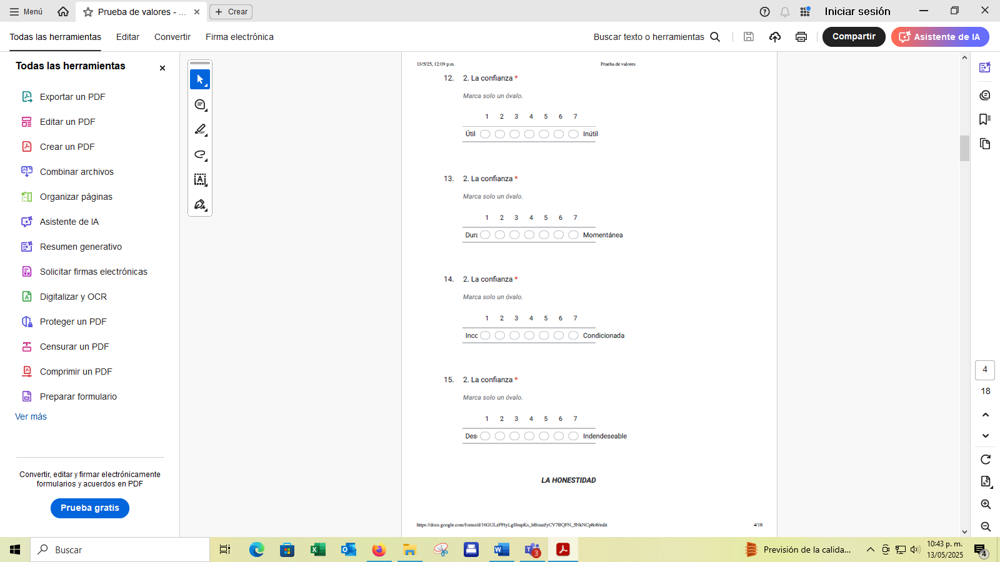 Menú
Prueba de valores - ...
Crear
Iniciar sesión
Todas las herramientas
Editar
Convertir
Firma electrónica
Buscar texto o herramientas
Compartir
Asistente de IA
Todas las herramientas
Exportar un PDF
Editar un PDF
Crear un PDF
Combinar archivos
Organizar páginas
Asistente de IA
Resumen generativo
Solicitar firmas electrónicas
Digitalizar y OCR
Proteger un PDF
Censurar un PDF
Comprimir un PDF
Preparar formulario
Ver más
Convertir, editar y firmar electrónicamente
formularios y acuerdos en PDF
Prueba gratis
13/5/25, 12:09 p.m. Prueba de valores
12. 2. La confianza *
Marca solo un óvalo.
1 2 3 4 5 6 7
Útil Inútil
13. 2. La confianza *
Marca solo un óvalo.
1 2 3 4 5 6 7
Dura Momentánea
14. 2. La confianza *
Marca solo un óvalo.
1 2 3 4 5 6 7
Inco Condicionada
15. 2. La confianza *
Marca solo un óvalo.
1 2 3 4 5 6 7
Des Indendeseable
LA HONESTIDAD
https://docs.google.com/forms/d/16GULzPFtyLgSbupKs_bBiuuifyCV7BQFN_5NkNCp8o8/edit 4/18
4
18
Buscar
3
Previsión de la calida...
10:43 p. m.
13/05/2025
4